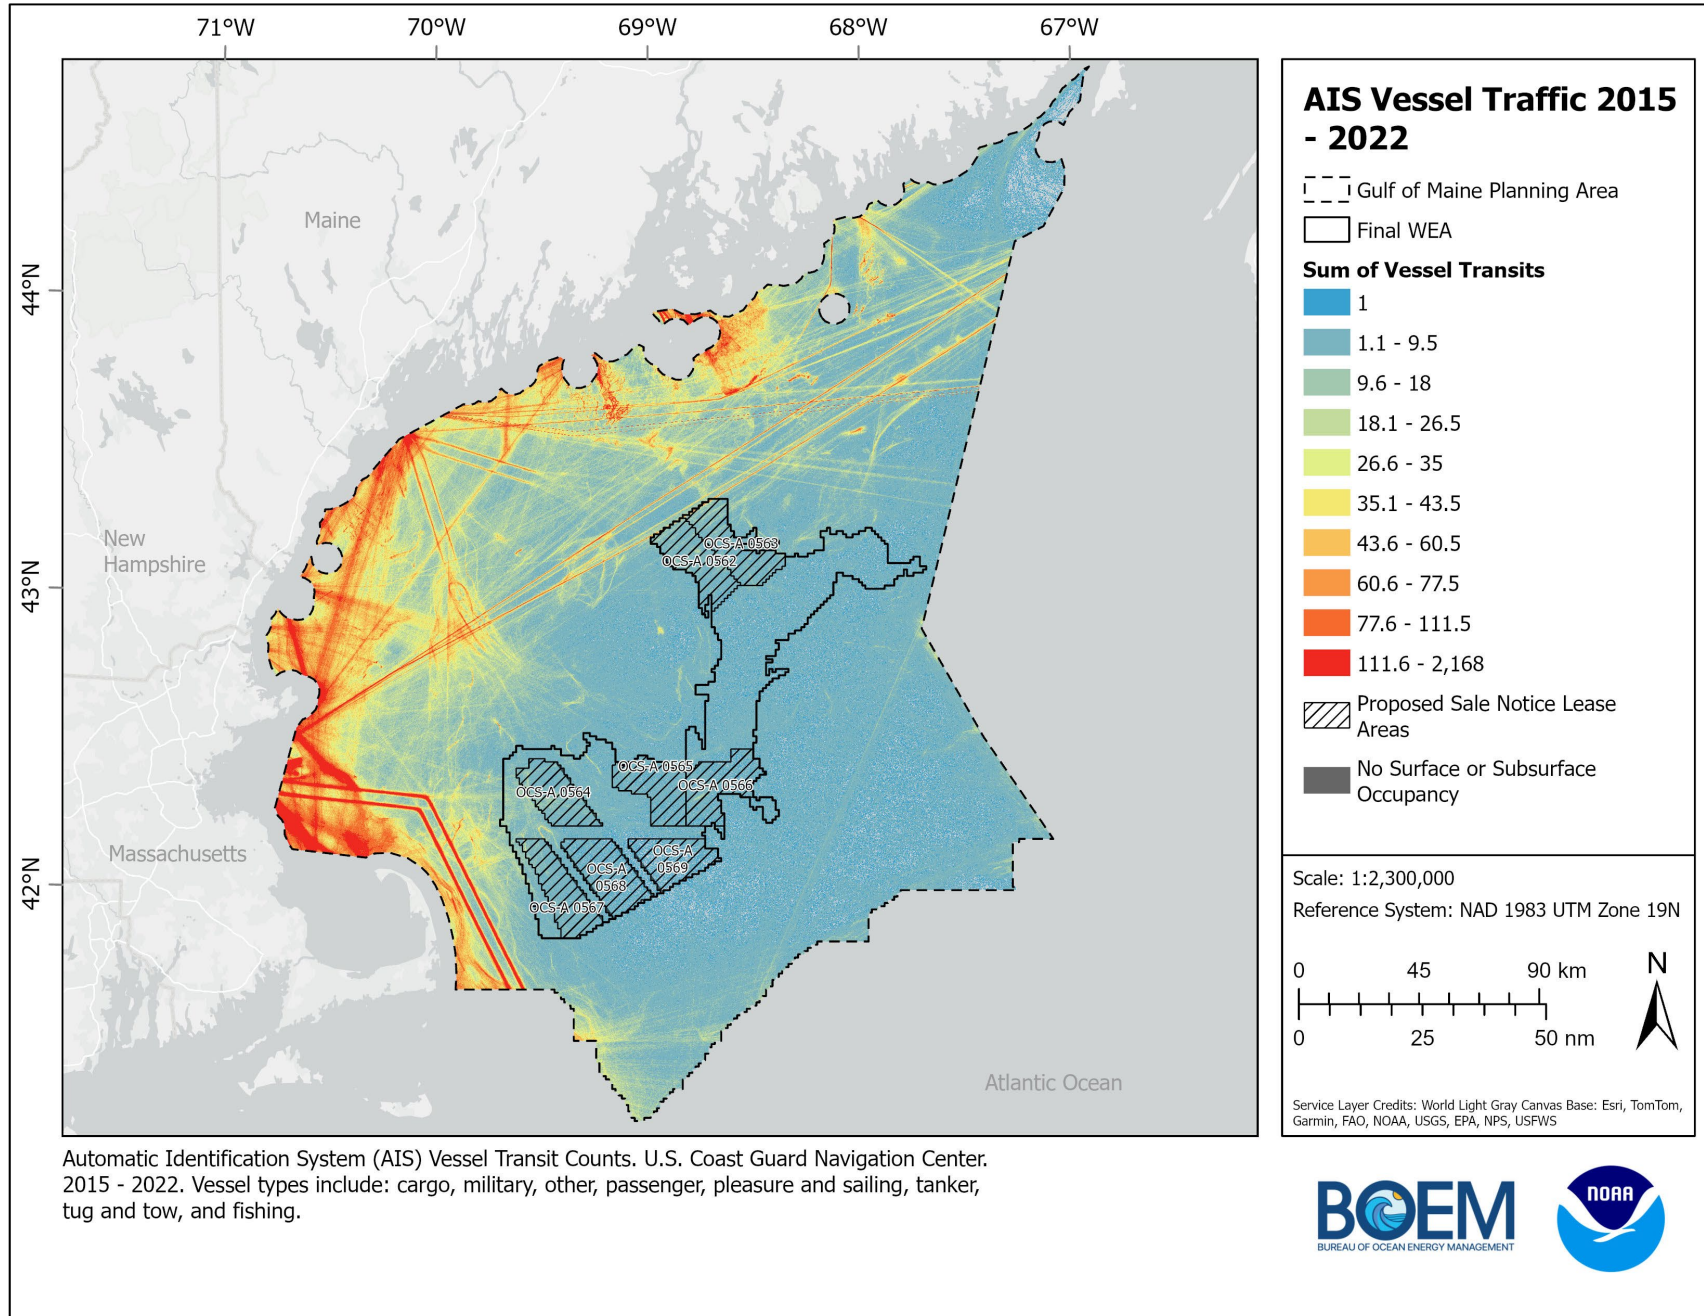 71°W
70°W
69°W
68°W
67°W
44°N
43°N
42°N
Maine
New
Hampshire
Massachusetts
Atlantic Ocean
OCS-A 0563
OCS-A 0562
OCS-A 0565
OCS-A 0566
OCS-A 0564
OCS-A
0569
OCS-A
0568
OCS-A 0567
AIS Vessel Traffic 2015
- 2022
Gulf of Maine Planning Area
Final WEA
Sum of Vessel Transits
1
1.1 - 9.5
9.6 - 18
18.1 - 26.5
26.6 - 35
35.1 - 43.5
43.6 - 60.5
60.6 - 77.5
77.6 - 111.5
111.6 - 2,168
Proposed Sale Notice Lease
Areas
No Surface or Subsurface
Occupancy
Scale: 1:2,300,000
Reference System: NAD 1983 UTM Zone 19N
0 45 90 km
0 25 50 nm
N
Service Layer Credits: World Light Gray Canvas Base: Esri, TomTom,
Garmin, FAO, NOAA, USGS, EPA, NPS, USFWS
Automatic Identification System (AIS) Vessel Transit Counts. U.S. Coast Guard Navigation Center.
2015 - 2022. Vessel types include: cargo, military, other, passenger, pleasure and sailing, tanker,
tug and tow, and fishing.
BOEM
BUREAU OF OCEAN ENERGY MANAGEMENT
NOAA